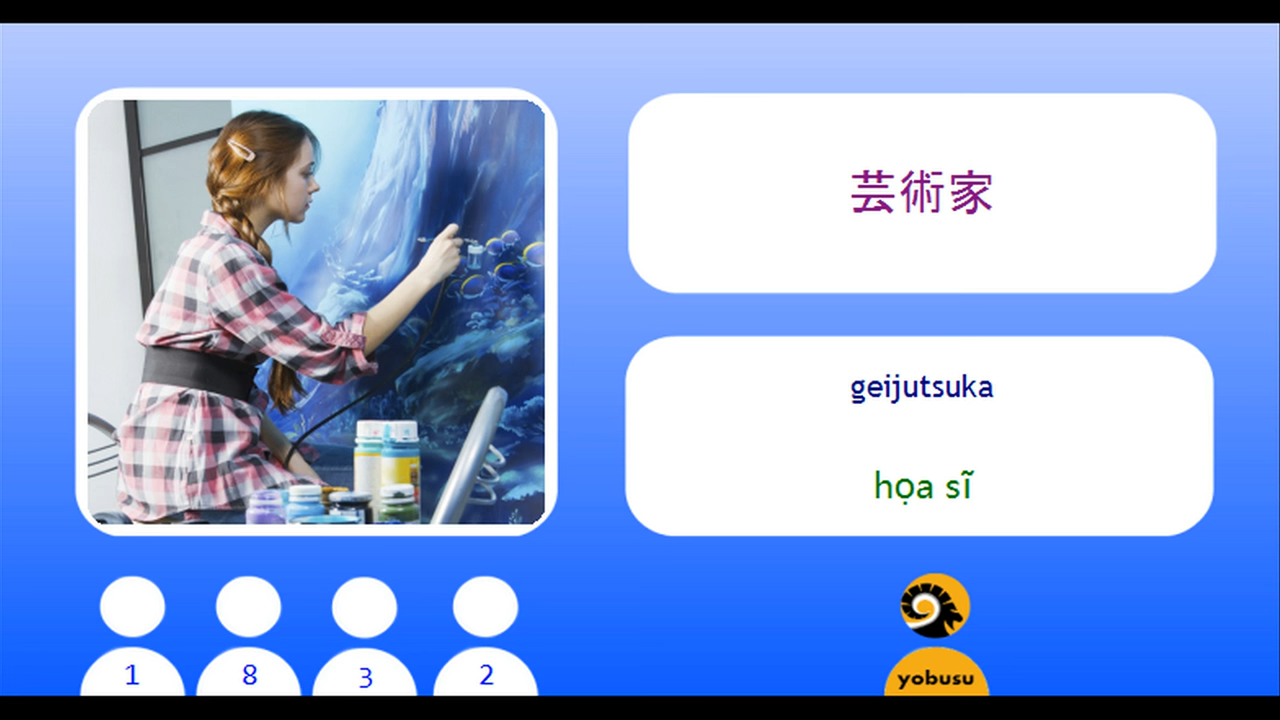 芸術家
geijutsuka
họa sĩ
1 8 3 2
yobusu